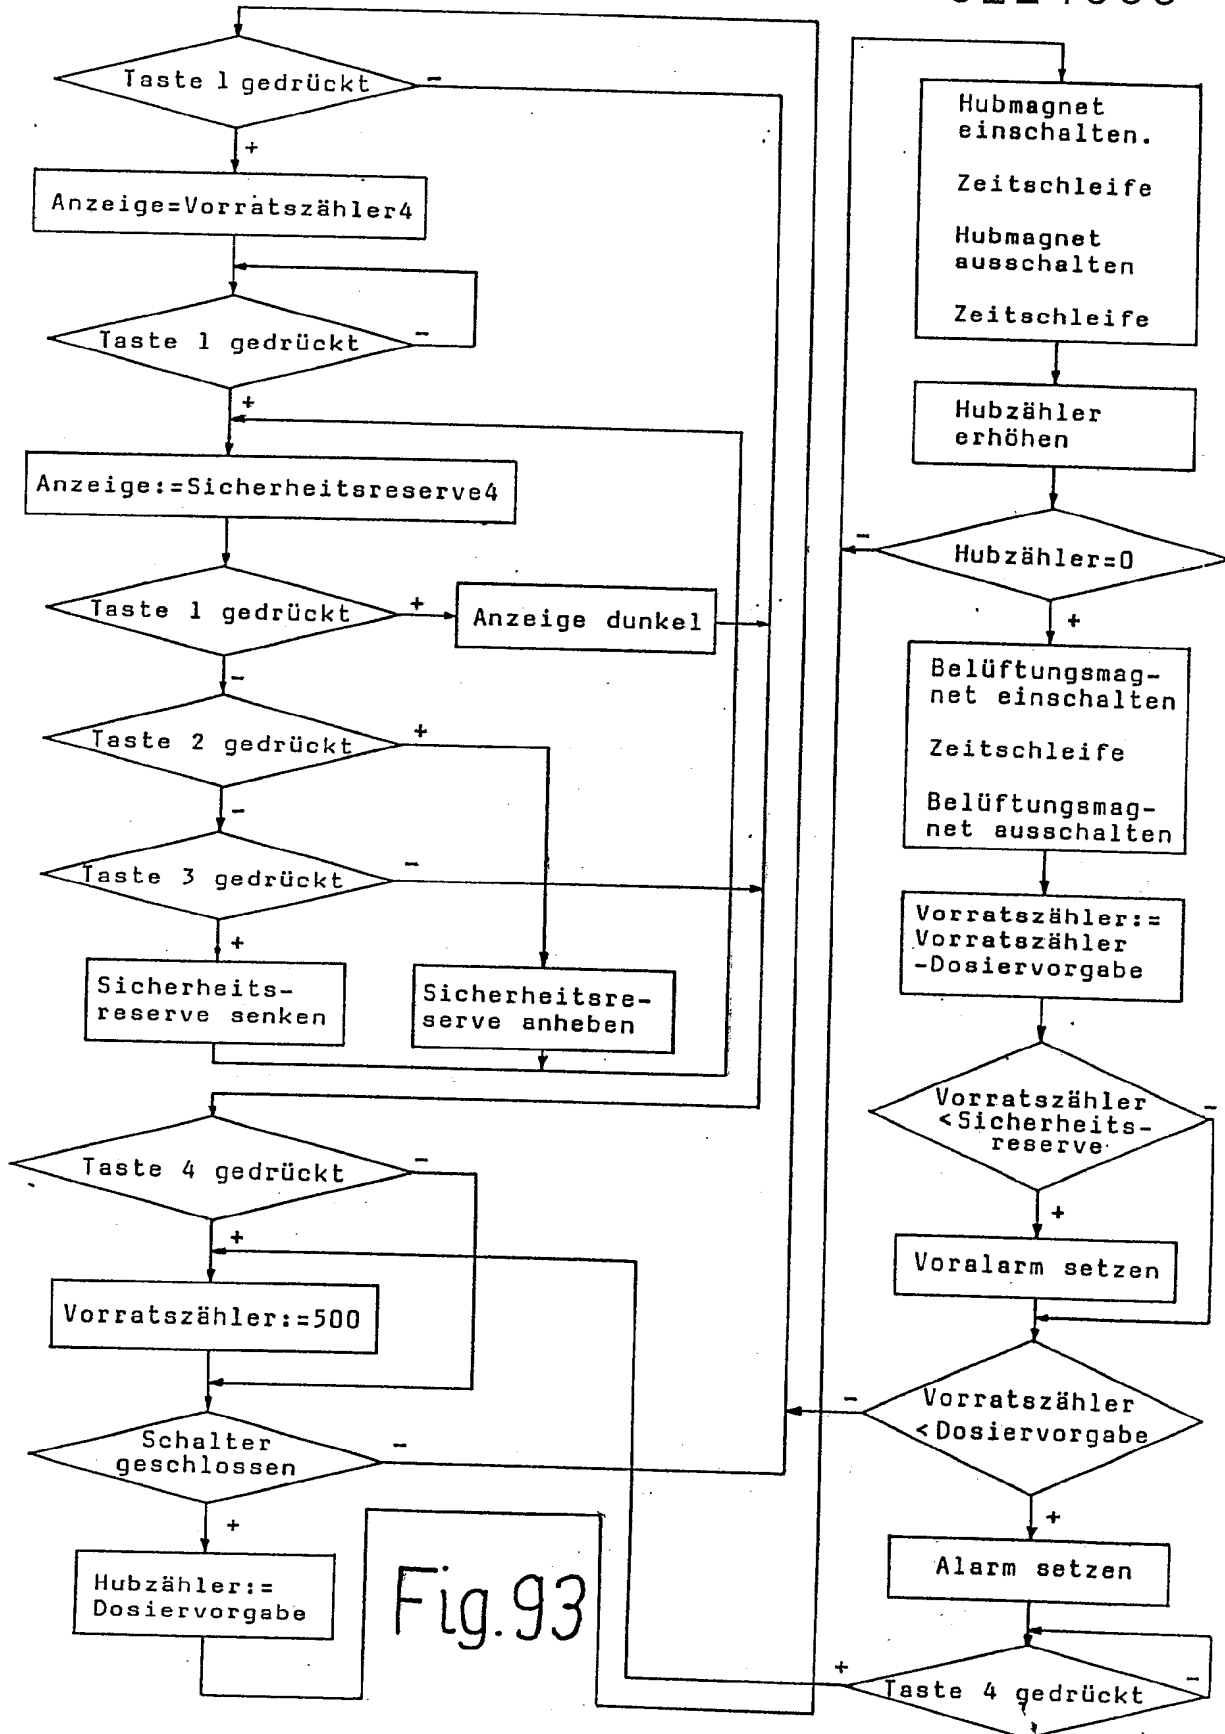 Taste 1 gedrückt
-
+
Anzeige=Vorratszähler4
Taste 1 gedrückt
-
+
Anzeige:=Sicherheitsreserve4
Taste 1 gedrückt
+
Anzeige dunkel
-
Taste 2 gedrückt
+
-
Taste 3 gedrückt
-
+
Sicherheits-
reserve senken
Sicherheitsre-
serve anheben
Taste 4 gedrückt
-
+
Vorratszähler:=500
Schalter
geschlossen
-
+
Hubzähler:=
Dosiervorgabe
Fig.93
Hubmagnet
einschalten.
Zeitschleife
Hubmagnet
ausschalten
Zeitschleife
Hubzähler
erhöhen
-
Hubzähler=0
+
Belüftungsmag-
net einschalten
Zeitschleife
Belüftungsmag-
net ausschalten
Vorratszähler:=
Vorratszähler
-Dosiervorgabe
Vorratszähler
<Sicherheits-
reserve
-
+
Voralarm setzen
-
Vorratszähler
<Dosiervorgabe
+
Alarm setzen
+
Taste 4 gedrückt
-